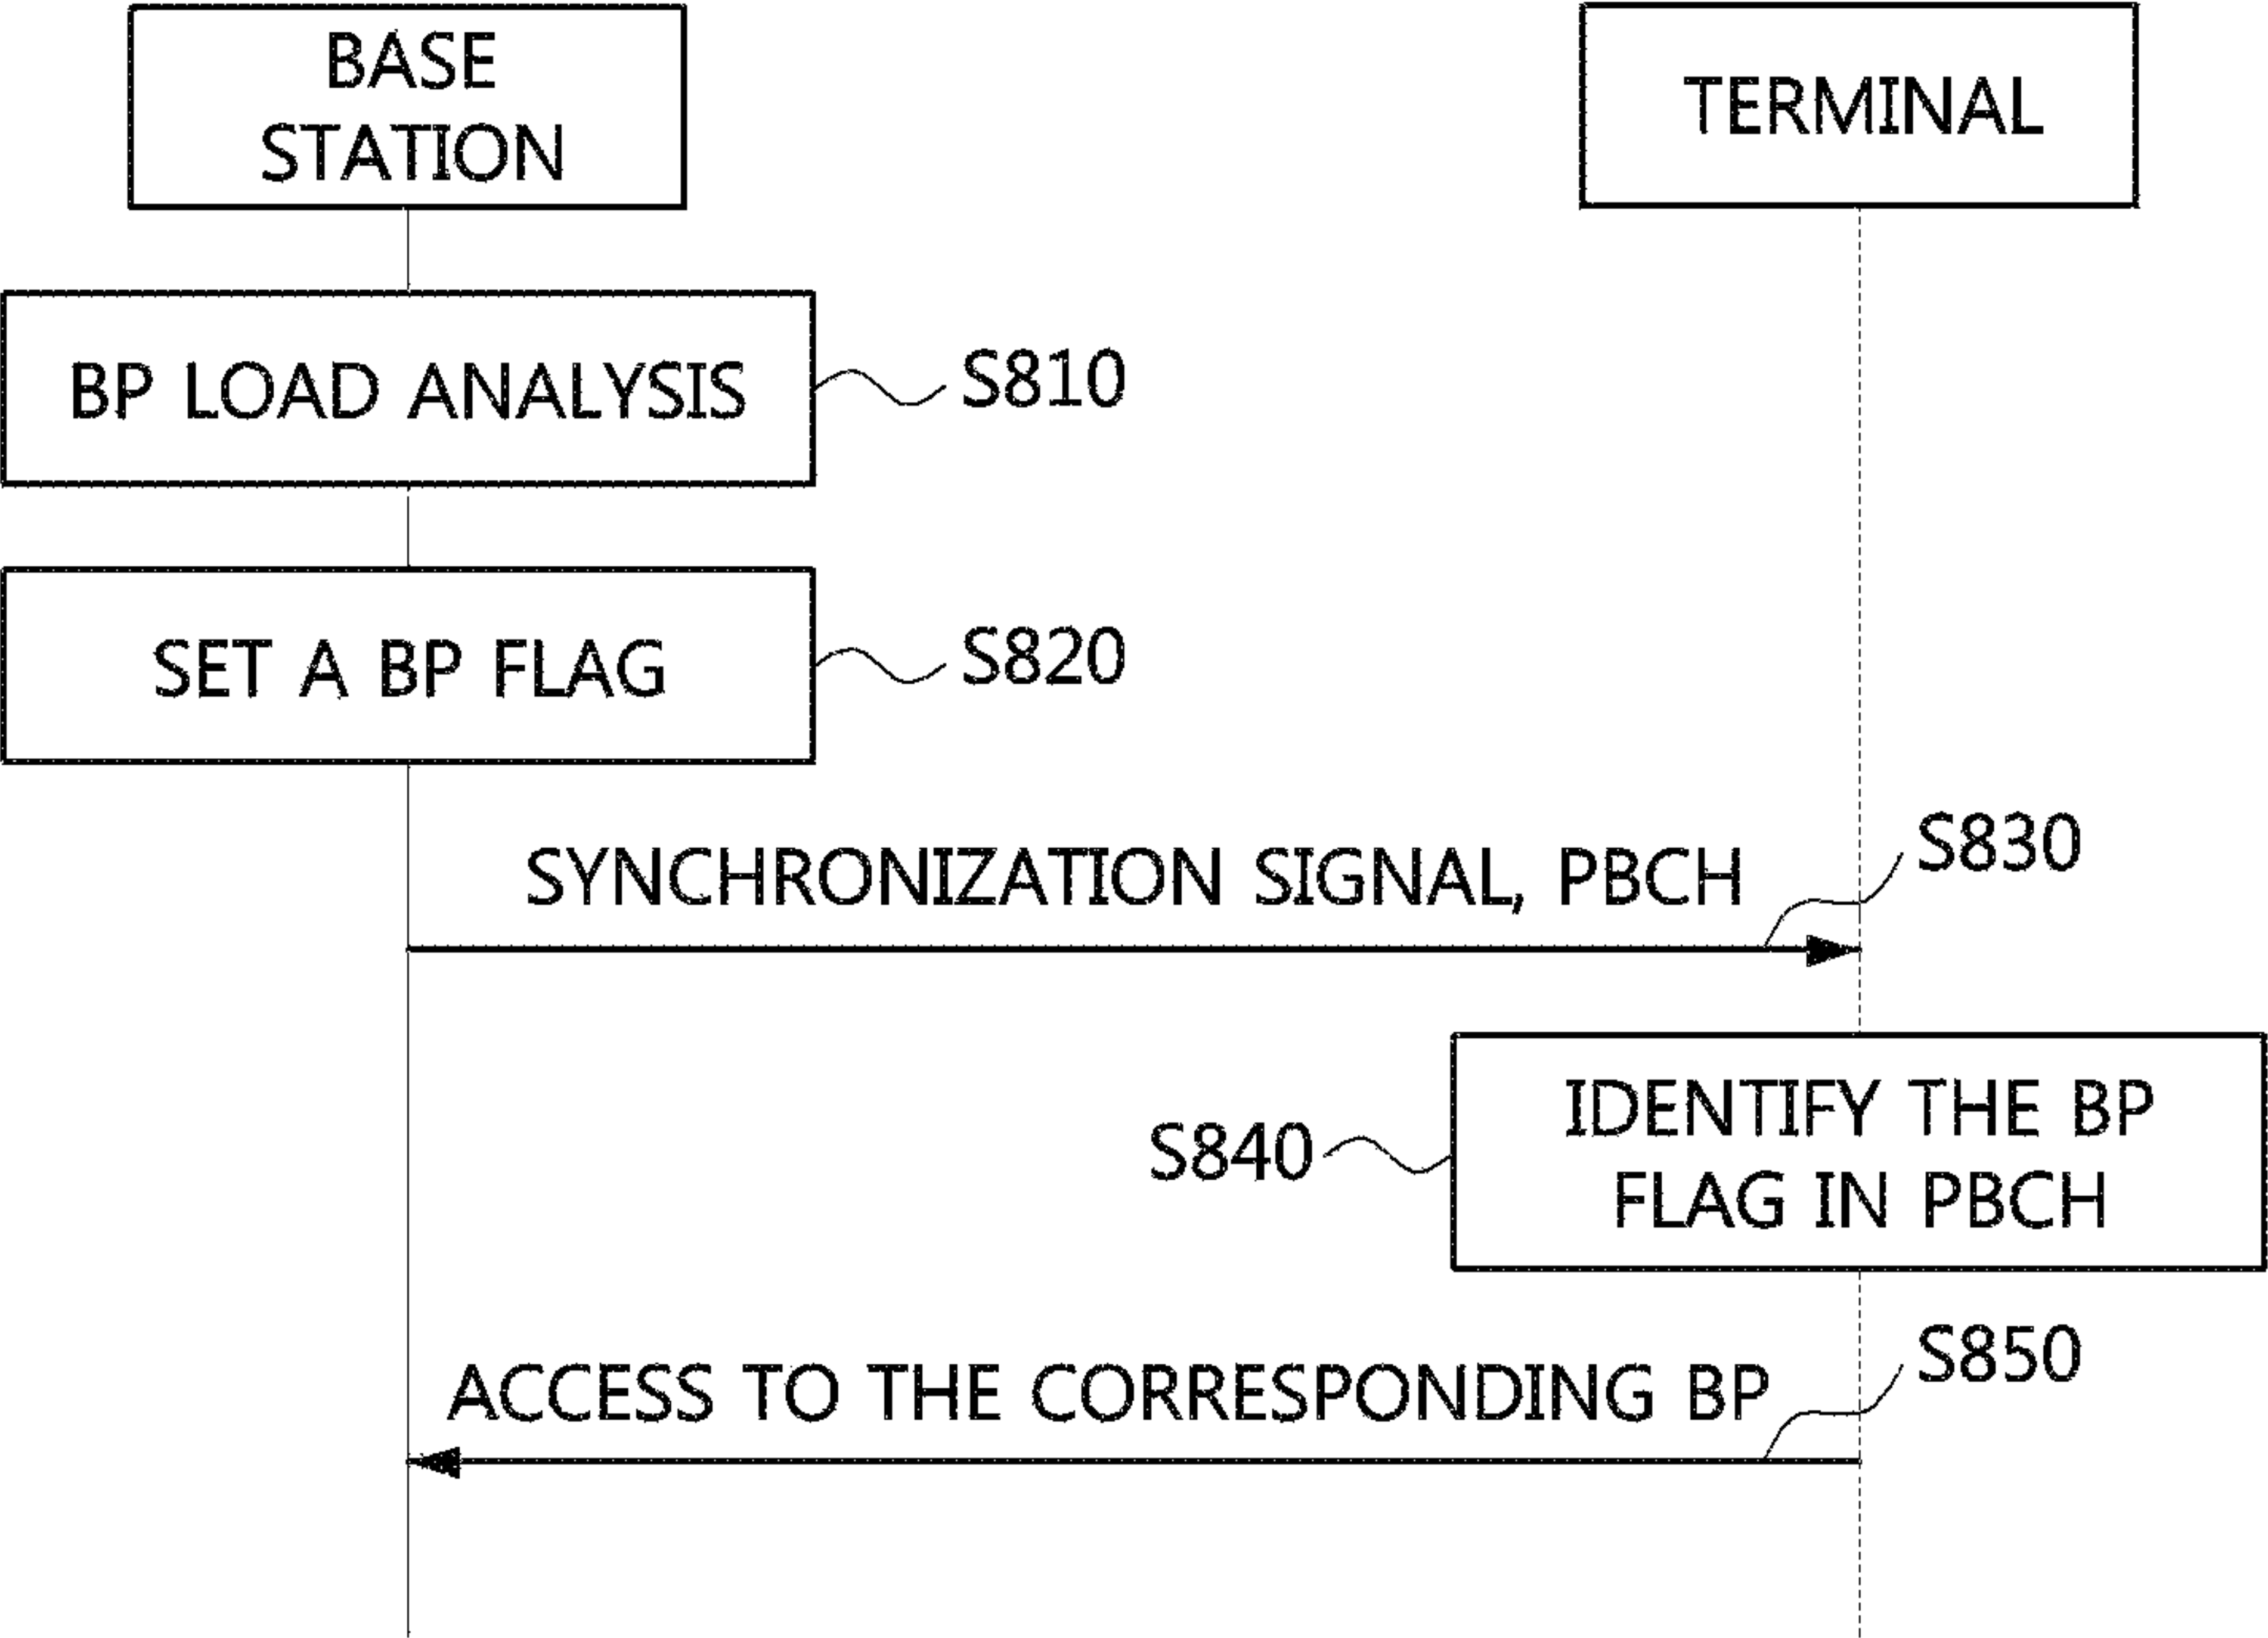 BASE
STATION
TERMINAL
BP LOAD ANALYSIS
S810
SET A BP FLAG
S820
S830
SYNCHRONIZATION SIGNAL, PBCH
IDENTIFY THE BP
FLAG IN PBCH
S840
S850
ACCESS TO THE CORRESPONDING BP